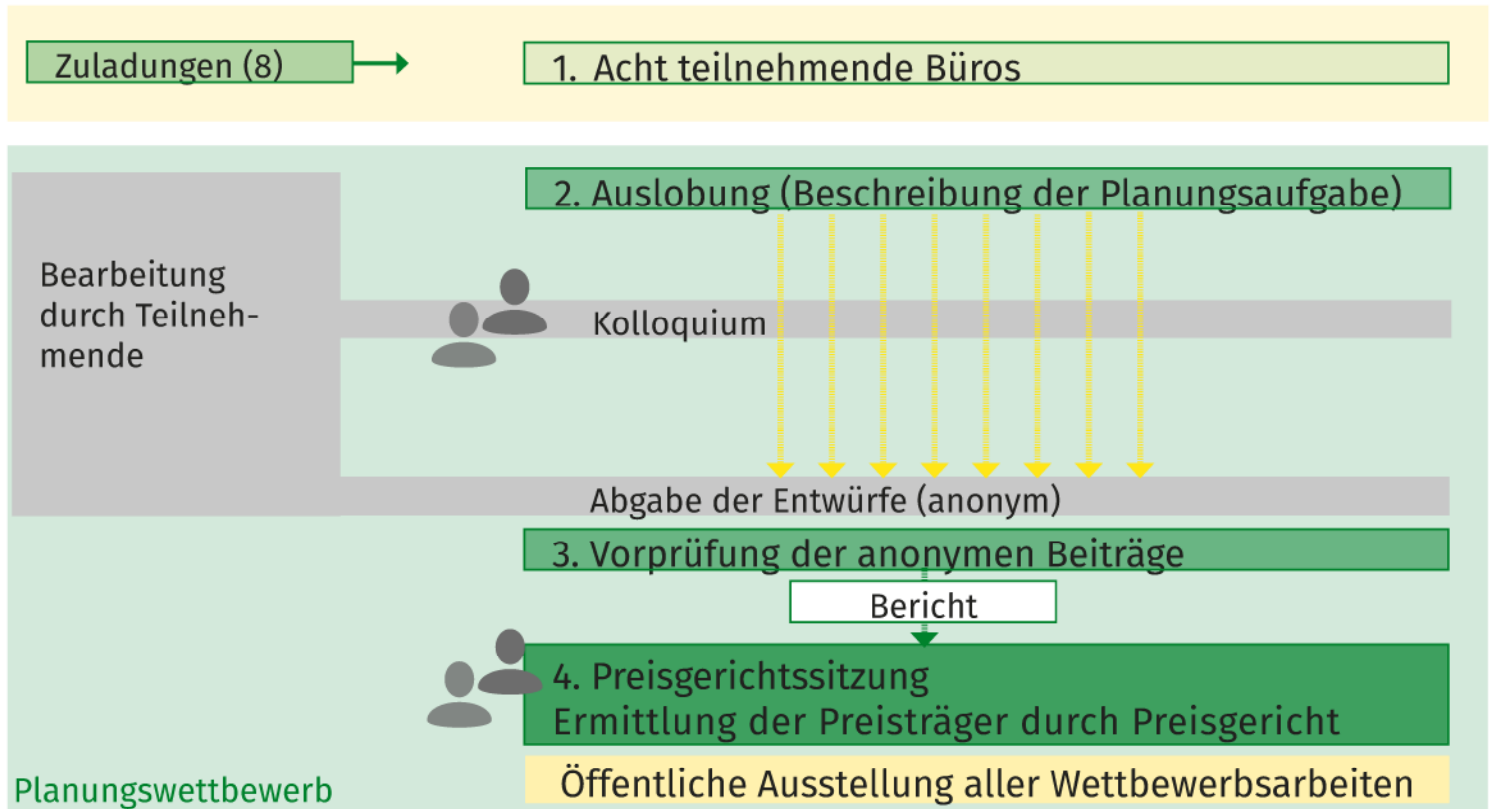 Zuladungen (8)
1. Acht teilnehmende Büros
2. Auslobung (Beschreibung der Planungsaufgabe)
Bearbeitung
durch Teilneh-
mende
Kolloquium
Abgabe der Entwürfe (anonym)
3. Vorprüfung der anonymen Beiträge
Bericht
4. Preisgerichtssitzung
Ermittlung der Preisträger durch Preisgericht
Öffentliche Ausstellung aller Wettbewerbsarbeiten
Planungswettbewerb